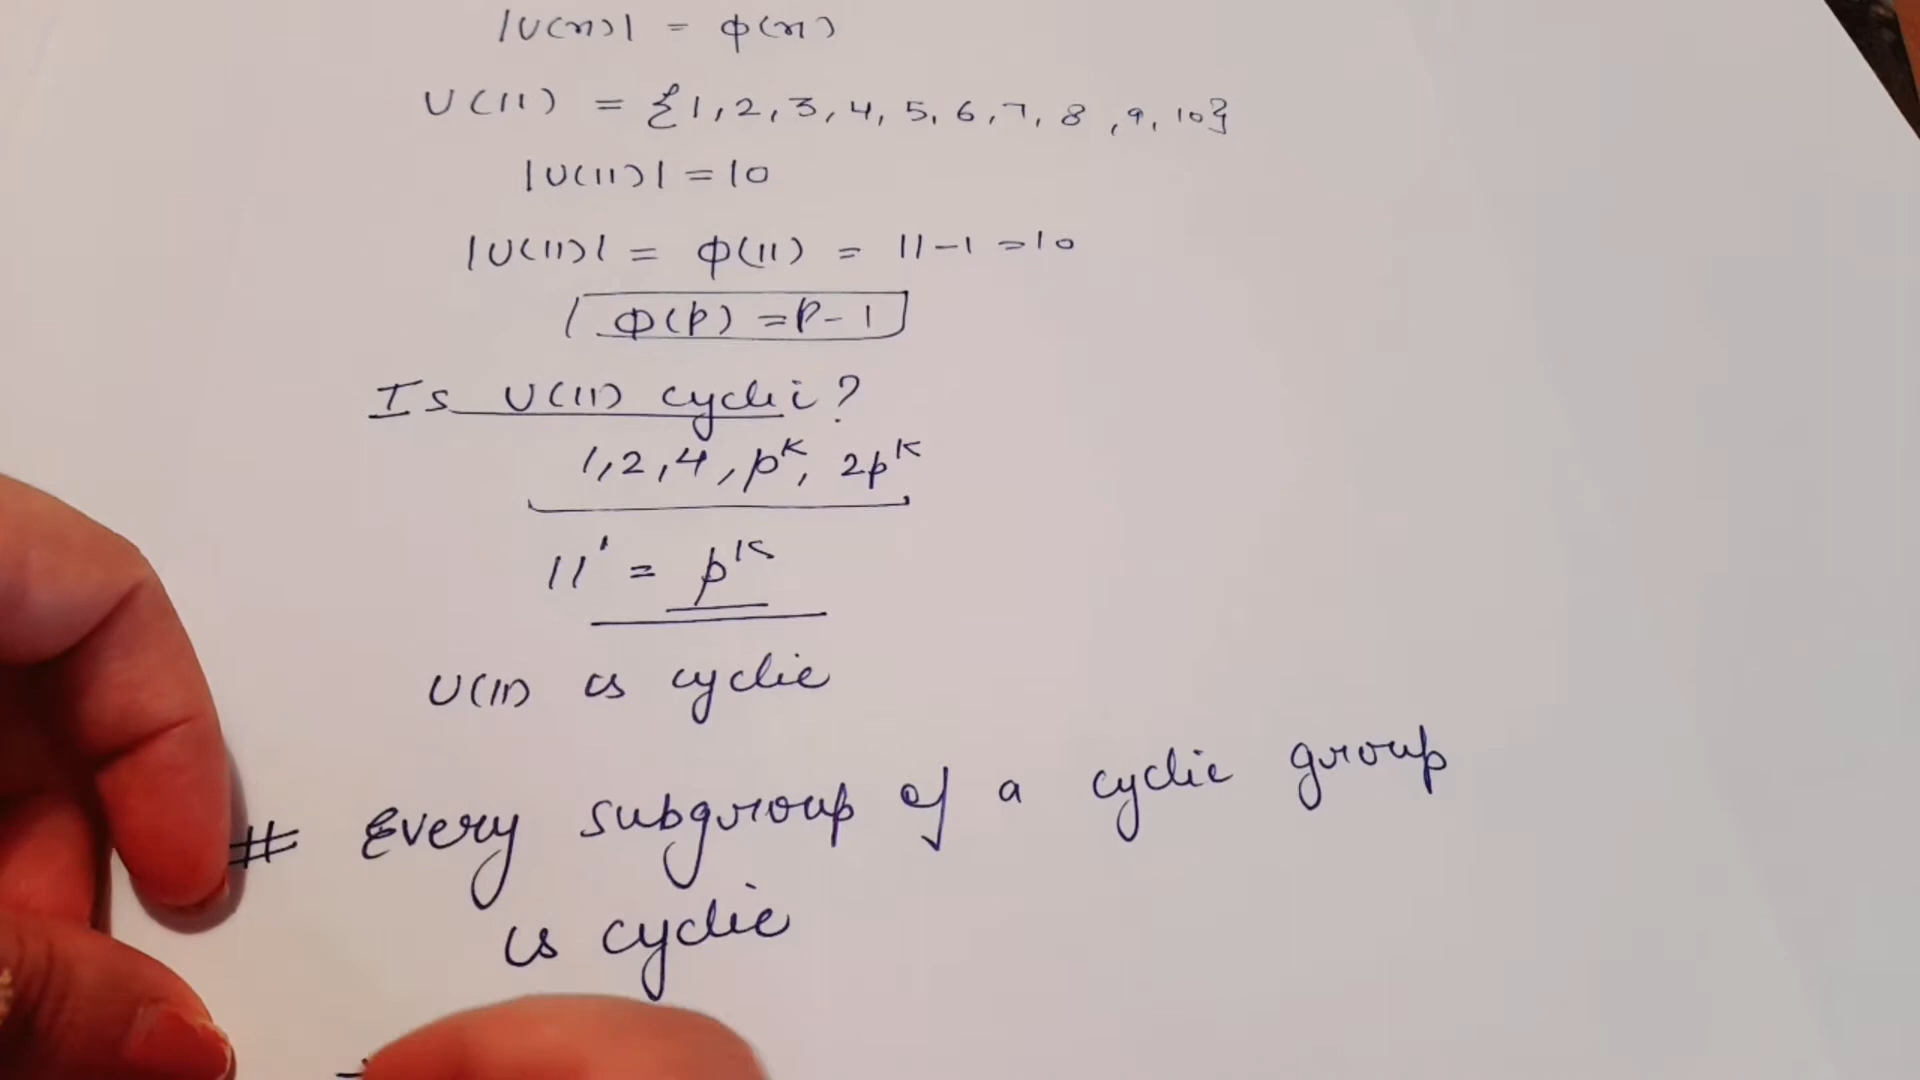 |U(n)| = ϕ(n)
U(11) = {1, 2, 3, 4, 5, 6, 7, 8, 9, 10}
|U(11)| = 10
|U(11)| = ϕ(11) = 11-1 = 10
ϕ(p) = p-1
Is U(11) cyclic?
1, 2, 4, p^k, 2p^k
11^1 = p^k
U(11) is cyclic
# Every subgroup of a cyclic group
is cyclic